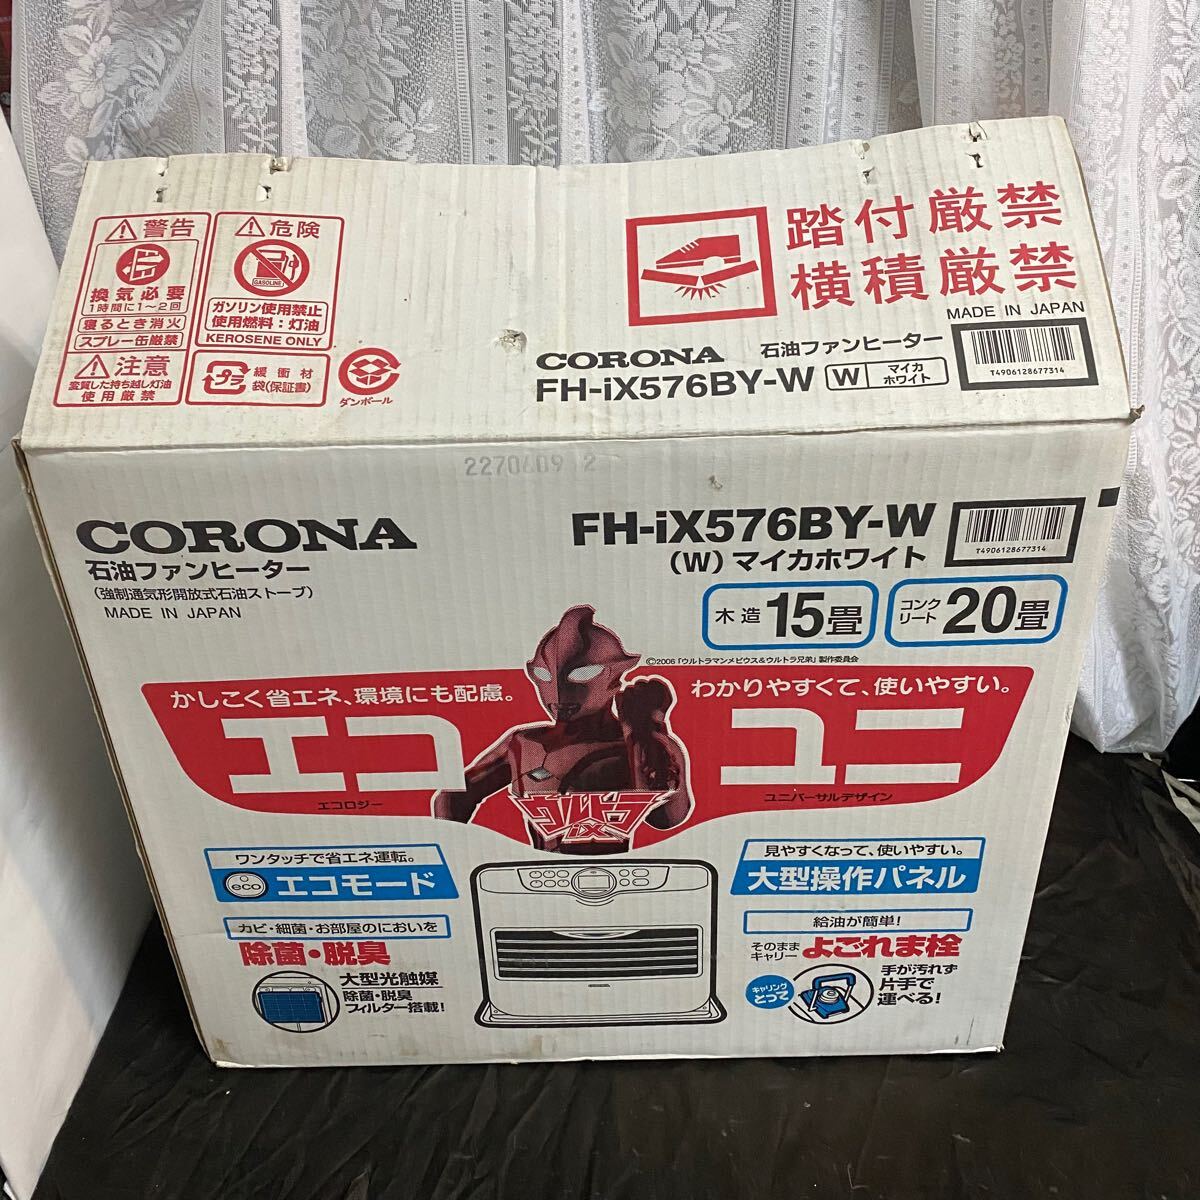 警告
換気必要
1時間に1〜2回
寝るとき消火
スプレー缶厳禁
注意
変質した持ち越し灯油
使用厳禁
危険
GASOLINE
ガソリン使用禁止
使用燃料：灯油
KEROSENE ONLY
プラ
緩衝材
袋(保証書)
ダンボール
踏付厳禁
横積厳禁
MADE IN JAPAN
CORONA 石油ファンヒーター
FH-iX576BY-W W マイカホワイト
T4906128677314
CORONA
石油ファンヒーター
(強制通気形開放式石油ストーブ)
MADE IN JAPAN
FH-iX576BY-W
(W) マイカホワイト
T4906128677314
木造15畳
コンクリート20畳
©2006「ウルトラマンメビウス&ウルトラ兄弟」製作委員会
かしこく省エネ、環境にも配慮。
エコ
エコロジー
わかりやすくて、使いやすい。
ユニ
ユニバーサルデザイン
ウルトラ
iX
ワンタッチで省エネ運転。
eco エコモード
カビ・細菌・お部屋のにおいを
除菌・脱臭
大型光触媒
除菌・脱臭
フィルター搭載!
見やすくなって、使いやすい。
大型操作パネル
給油が簡単!
そのまま
キャリー よごれま栓
キャリング
とって
手が汚れず
片手で
運べる!